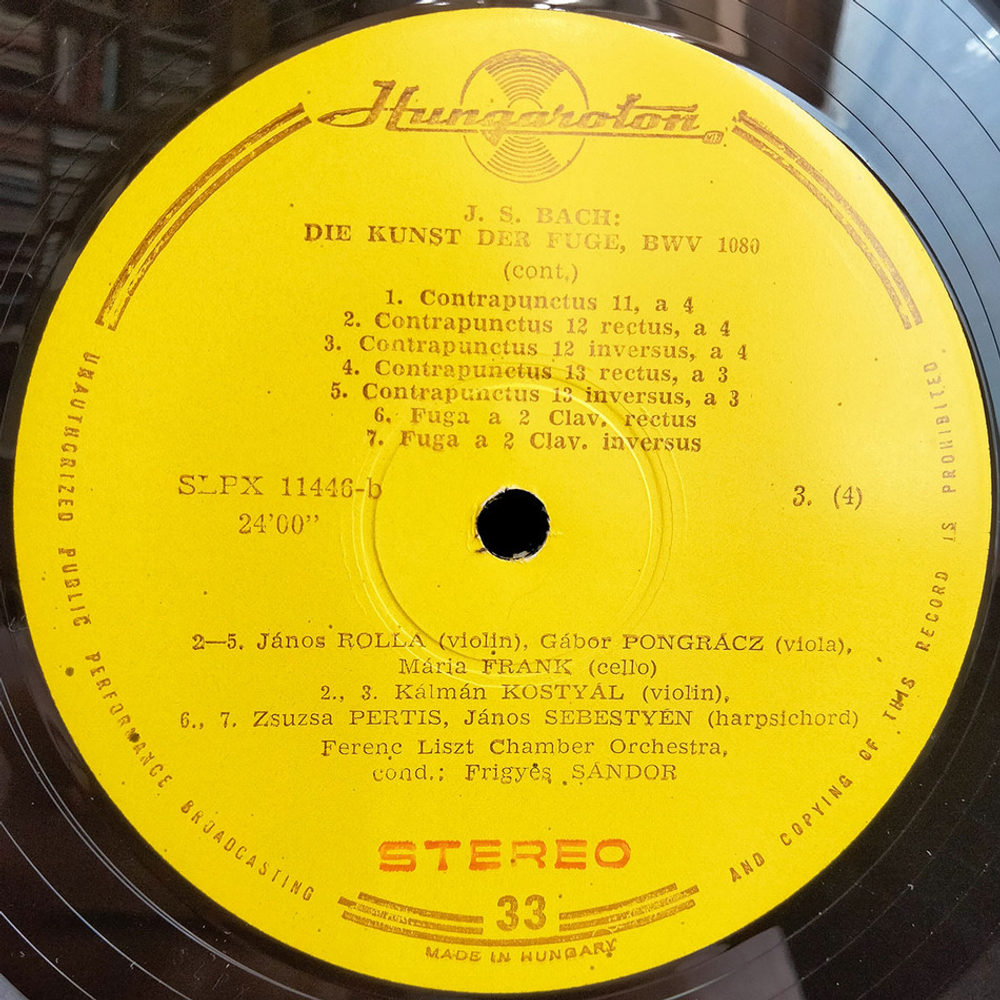 Hungaroton
J. S. BACH:
DIE KUNST DER FUGE, BWV 1080
(cont.)
1. Contrapunctus 11, a 4
2. Contrapunctus 12 rectus, a 4
3. Contrapunctus 12 inversus, a 4
4. Contrapunctus 13 rectus, a 3
5. Contrapunctus 13 inversus, a 3
6. Fuga a 2 Clav. rectus
7. Fuga a 2 Clav. inversus
SLPX 11446-b
24'00”
3. (4)
2—5. János ROLLA (violin), Gábor PONGRÁCZ (viola),
Mária FRANK (cello)
2., 3. Kálmán KOSTYÁL (violin),
6., 7. Zsuzsa PERTIS, János SEBESTYÉN (harpsichord)
Ferenc Liszt Chamber Orchestra,
cond.: Frigyes SÁNDOR
STEREO
33
MADE IN HUNGARY
UNAUTHORIZED PUBLIC PERFORMANCE BROADCASTING AND COPYING OF THIS RECORD IS PROHIBITED.